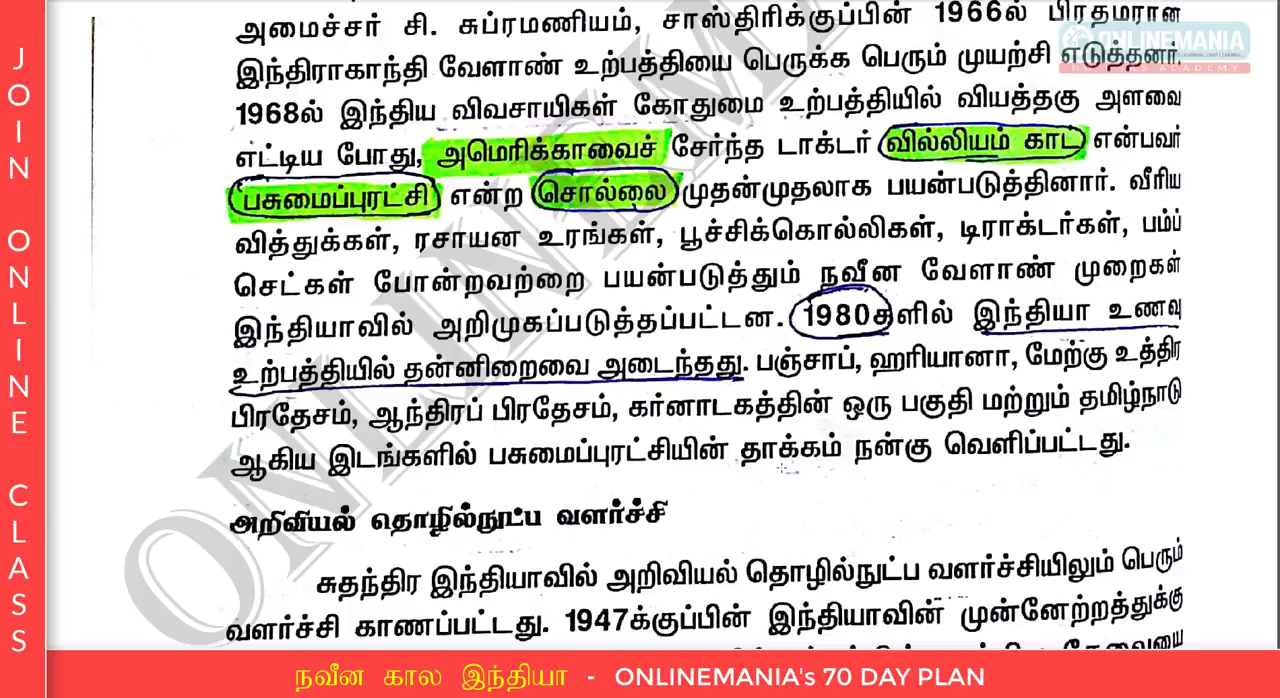 அமைச்சர் சி. சுப்ரமணியம், சாஸ்திரிக்குப்பின் 1966ல் பிரதமரான
இந்திராகாந்தி வேளாண் உற்பத்தியை பெருக்க பெரும் முயற்சி எடுத்தனர்.
1968ல் இந்திய விவசாயிகள் கோதுமை உற்பத்தியில் வியத்தகு அளவை
எட்டிய போது, அமெரிக்காவைச் சேர்ந்த டாக்டர் வில்லியம் காட என்பவர்
பசுமைப்புரட்சி என்ற சொல்லை முதன்முதலாக பயன்படுத்தினார். வீரிய
வித்துக்கள், ரசாயன உரங்கள், பூச்சிக்கொல்லிகள், டிராக்டர்கள், பம்ப்
செட்கள் போன்றவற்றை பயன்படுத்தும் நவீன வேளாண் முறைகள்
இந்தியாவில் அறிமுகப்படுத்தப்பட்டன. 1980களில் இந்தியா உணவு
உற்பத்தியில் தன்னிறைவை அடைந்தது. பஞ்சாப், ஹரியானா, மேற்கு உத்திர
பிரதேசம், ஆந்திரப் பிரதேசம், கர்னாடகத்தின் ஒரு பகுதி மற்றும் தமிழ்நாடு
ஆகிய இடங்களில் பசுமைப்புரட்சியின் தாக்கம் நன்கு வெளிப்பட்டது.
அறிவியல் தொழில்நுட்ப வளர்ச்சி
சுதந்திர இந்தியாவில் அறிவியல் தொழில்நுட்ப வளர்ச்சியிலும் பெரும்
வளர்ச்சி காணப்பட்டது. 1947க்குப்பின் இந்தியாவின் முன்னேற்றத்துக்கு
ONLINEMANIA
ACADEMY
JOIN ONLINE CLASS
நவீன கால இந்தியா - ONLINEMANIA's 70 DAY PLAN